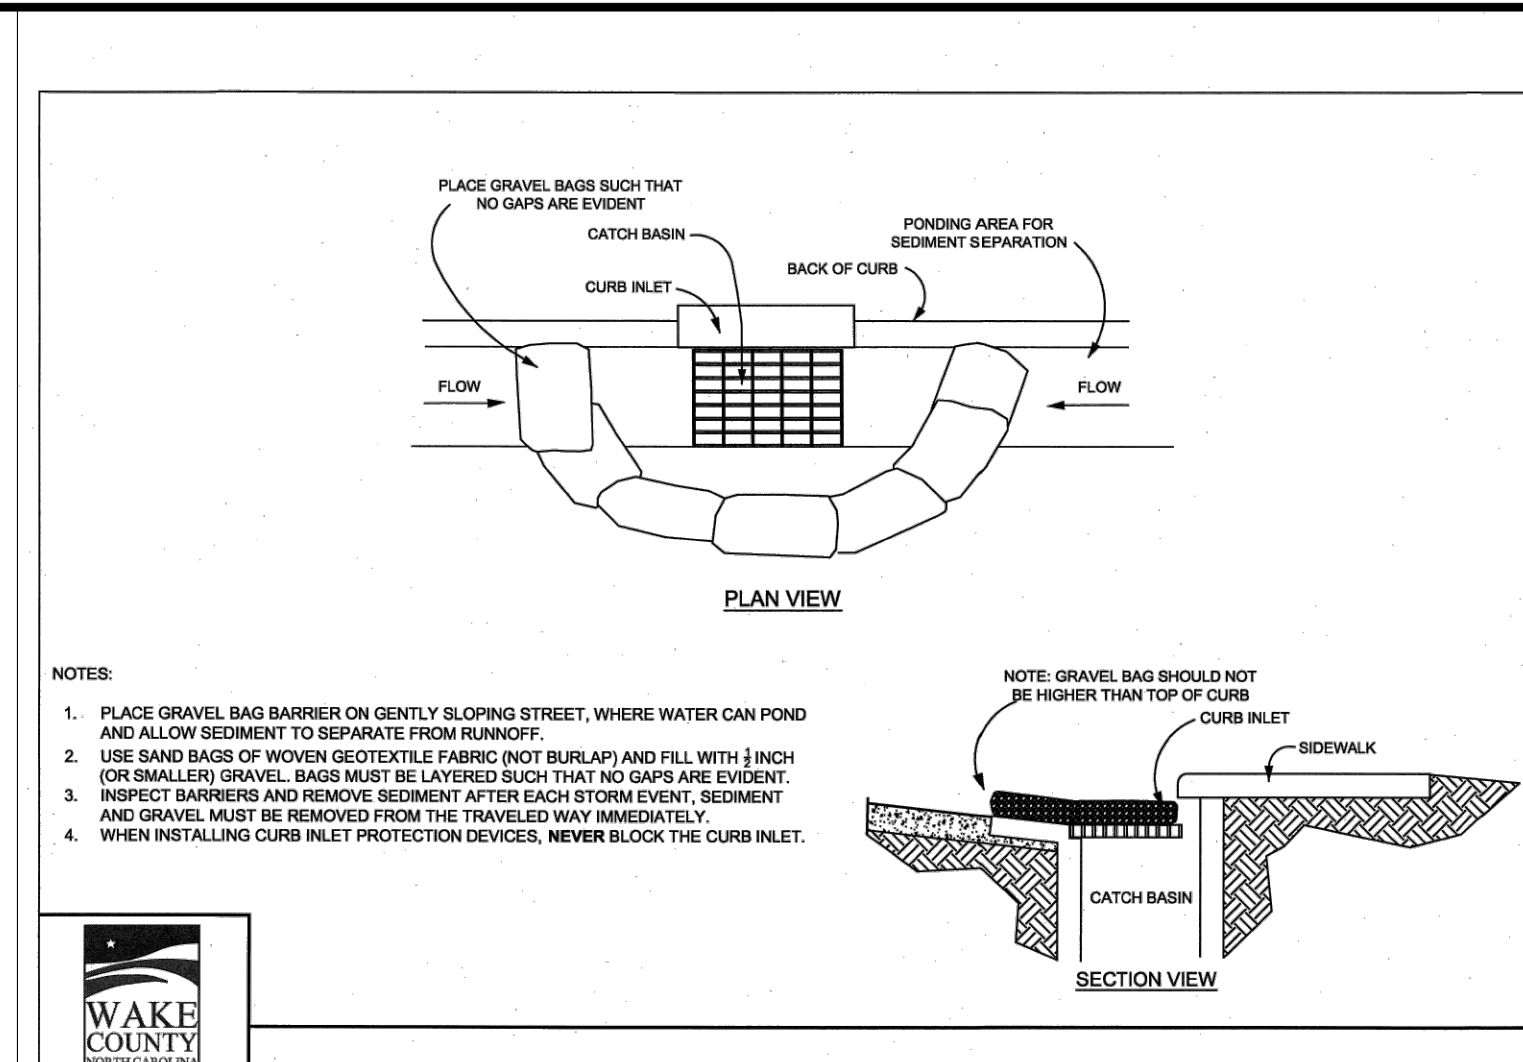 PLACE GRAVEL BAGS SUCH THAT
NO GAPS ARE EVIDENT
CATCH BASIN
PONDING AREA FOR
SEDIMENT SEPARATION
BACK OF CURB
CURB INLET
FLOW
FLOW
PLAN VIEW
NOTES:
1. PLACE GRAVEL BAG BARRIER ON GENTLY SLOPING STREET, WHERE WATER CAN POND
AND ALLOW SEDIMENT TO SEPARATE FROM RUNNOFF.
2. USE SAND BAGS OF WOVEN GEOTEXTILE FABRIC (NOT BURLAP) AND FILL WITH 1/2 INCH
(OR SMALLER) GRAVEL. BAGS MUST BE LAYERED SUCH THAT NO GAPS ARE EVIDENT.
3. INSPECT BARRIERS AND REMOVE SEDIMENT AFTER EACH STORM EVENT, SEDIMENT
AND GRAVEL MUST BE REMOVED FROM THE TRAVELED WAY IMMEDIATELY.
4. WHEN INSTALLING CURB INLET PROTECTION DEVICES, NEVER BLOCK THE CURB INLET.
NOTE: GRAVEL BAG SHOULD NOT
BE HIGHER THAN TOP OF CURB
CURB INLET
SIDEWALK
CATCH BASIN
SECTION VIEW
WAKE
COUNTY
NORTH CAROLINA